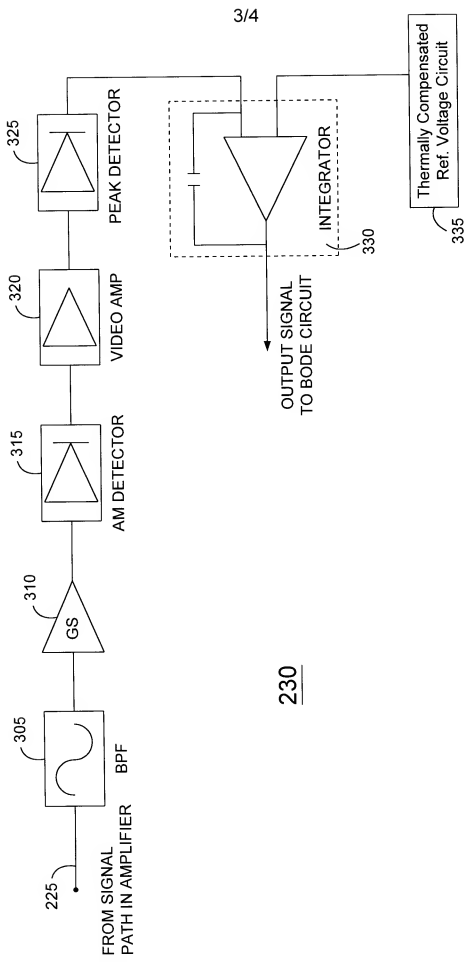 3/4
225
FROM SIGNAL
PATH IN AMPLIFIER
305
BPF
310
GS
315
AM DETECTOR
320
VIDEO AMP
325
PEAK DETECTOR
INTEGRATOR
330
OUTPUT SIGNAL
TO BODE CIRCUIT
Thermally Compensated
Ref. Voltage Circuit
335
230